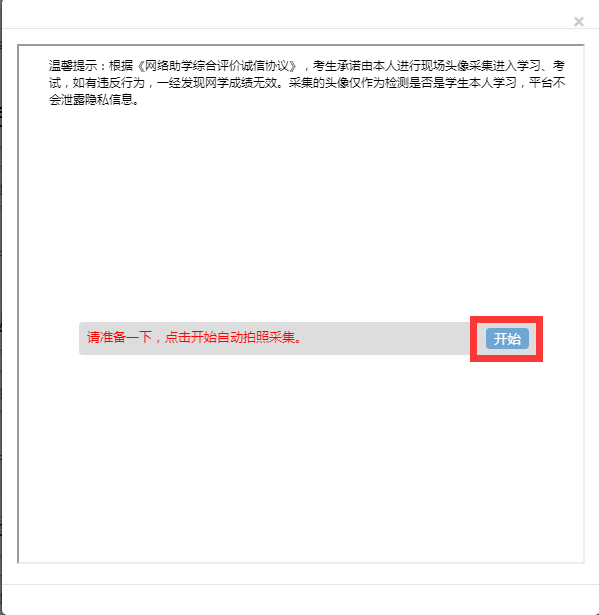 温馨提示：根据《网络助学综合评价诚信协议》，考生承诺由本人进行现场头像采集进入学习、考
试，如有违反行为，一经发现网学成绩无效。采集的头像仅作为检测是否是学生本人学习，平台不
会泄露隐私信息。
请准备一下，点击开始自动拍照采集。 开始